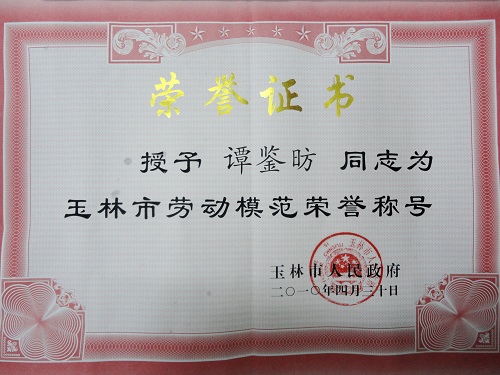 荣誉证书
授予 谭鉴昉 同志为
玉林市劳动模范荣誉称号
玉林市人民政府
二〇一〇年四月三十日